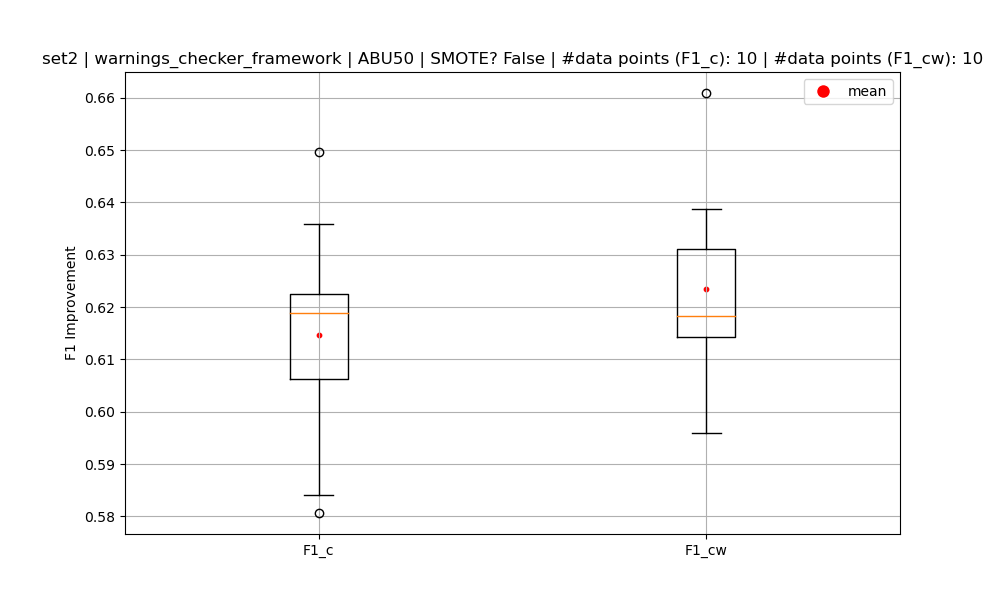 set2 | warnings_checker_framework | ABU50 | SMOTE? False | #data points (F1_c): 10 | #data points (F1_cw): 10
mean
0.66
0.65
0.64
0.63
0.62
0.61
0.60
0.59
0.58
F1 Improvement
F1_c
F1_cw